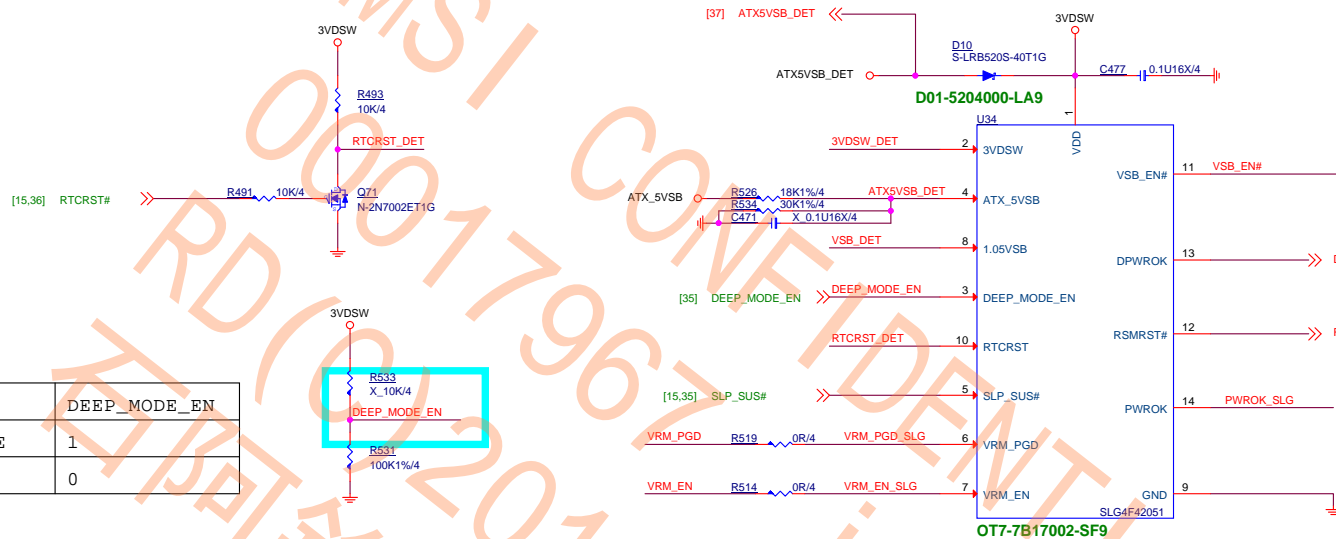 [37] ATX5VSB_DET
3VDSW
3VDSW
D10
S-LRB520S-40T1G
ATX5VSB_DET
C477
0.1U16X/4
D01-5204000-LA9
R493
10K/4
U34
1
VDD
RTCRST_DET
3VDSW_DET
2
3VDSW
VSB_EN#
11
VSB_EN#
[15,36] RTCRST#
R491
10K/4
Q71
N-2N7002ET1G
ATX_5VSB
R526
18K1%/4
ATX5VSB_DET
4
ATX_5VSB
R534
30K1%/4
C471
X_0.1U16X/4
VSB_DET
8
1.05VSB
DPWROK
13
[35] DEEP_MODE_EN
DEEP_MODE_EN
3
DEEP_MODE_EN
3VDSW
RSMRST#
12
RTCRST_DET
10
RTCRST
R533
X_10K/4
[15,35] SLP_SUS#
5
SLP_SUS#
DEEP_MODE_EN
DEEP_MODE_EN
PWROK
14
PWROK_SLG
E
1
VRM_PGD
R519
0R/4
VRM_PGD_SLG
6
VRM_PGD
R531
100K1%/4
0
VRM_EN
R514
0R/4
VRM_EN_SLG
7
VRM_EN
GND
9
SLG4F42051
OT7-7B17002-SF9
MSI CONFIDENTI
000179967
RD(C)201